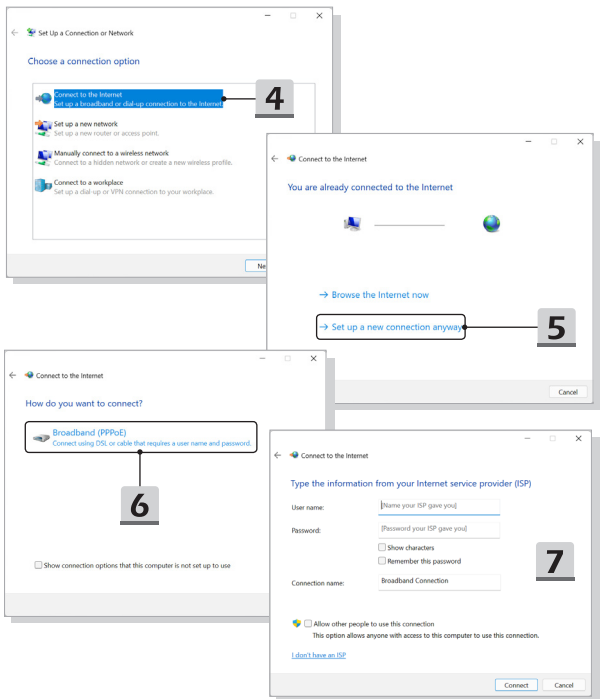 Set Up a Connection or Network
Choose a connection option
Connect to the Internet
Set up a broadband or dial-up connection to the Internet.
4
Set up a new network
Set up a new router or access point.
Manually connect to a wireless network
Connect to a hidden network or create a new wireless profile.
Connect to a workplace
Set up a dial-up or VPN connection to your workplace.
Ne
Connect to the Internet
You are already connected to the Internet
→ Browse the Internet now
→ Set up a new connection anyway
5
Cancel
Connect to the Internet
How do you want to connect?
Broadband (PPPoE)
Connect using DSL or cable that requires a user name and password.
6
Show connection options that this computer is not set up to use
Connect to the Internet
Type the information from your Internet service provider (ISP)
User name:
[Name your ISP gave you]
Password:
[Password your ISP gave you]
Show characters
Remember this password
7
Connection name:
Broadband Connection
Allow other people to use this connection
This option allows anyone with access to this computer to use this connection.
I don't have an ISP
Connect
Cancel